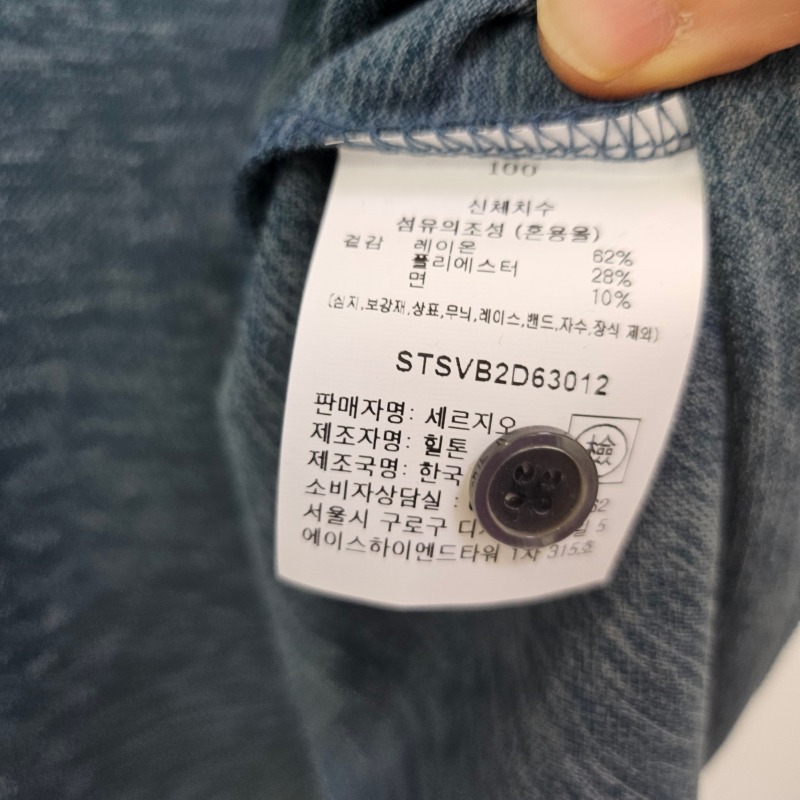 100
신체치수
섬유의조성 (혼용율)
겉감 레이온 62%
폴리에스터 28%
면 10%
(심지,보강재,상표,무늬,레이스,밴드,자수,장식 제외)
STSVB2D63012
판매자명: 세르지오
제조자명: 힐톤
제조국명: 한국
檢
소비자상담실 :
서울시 구로구 5
에이스하이엔드타워 1차 315호